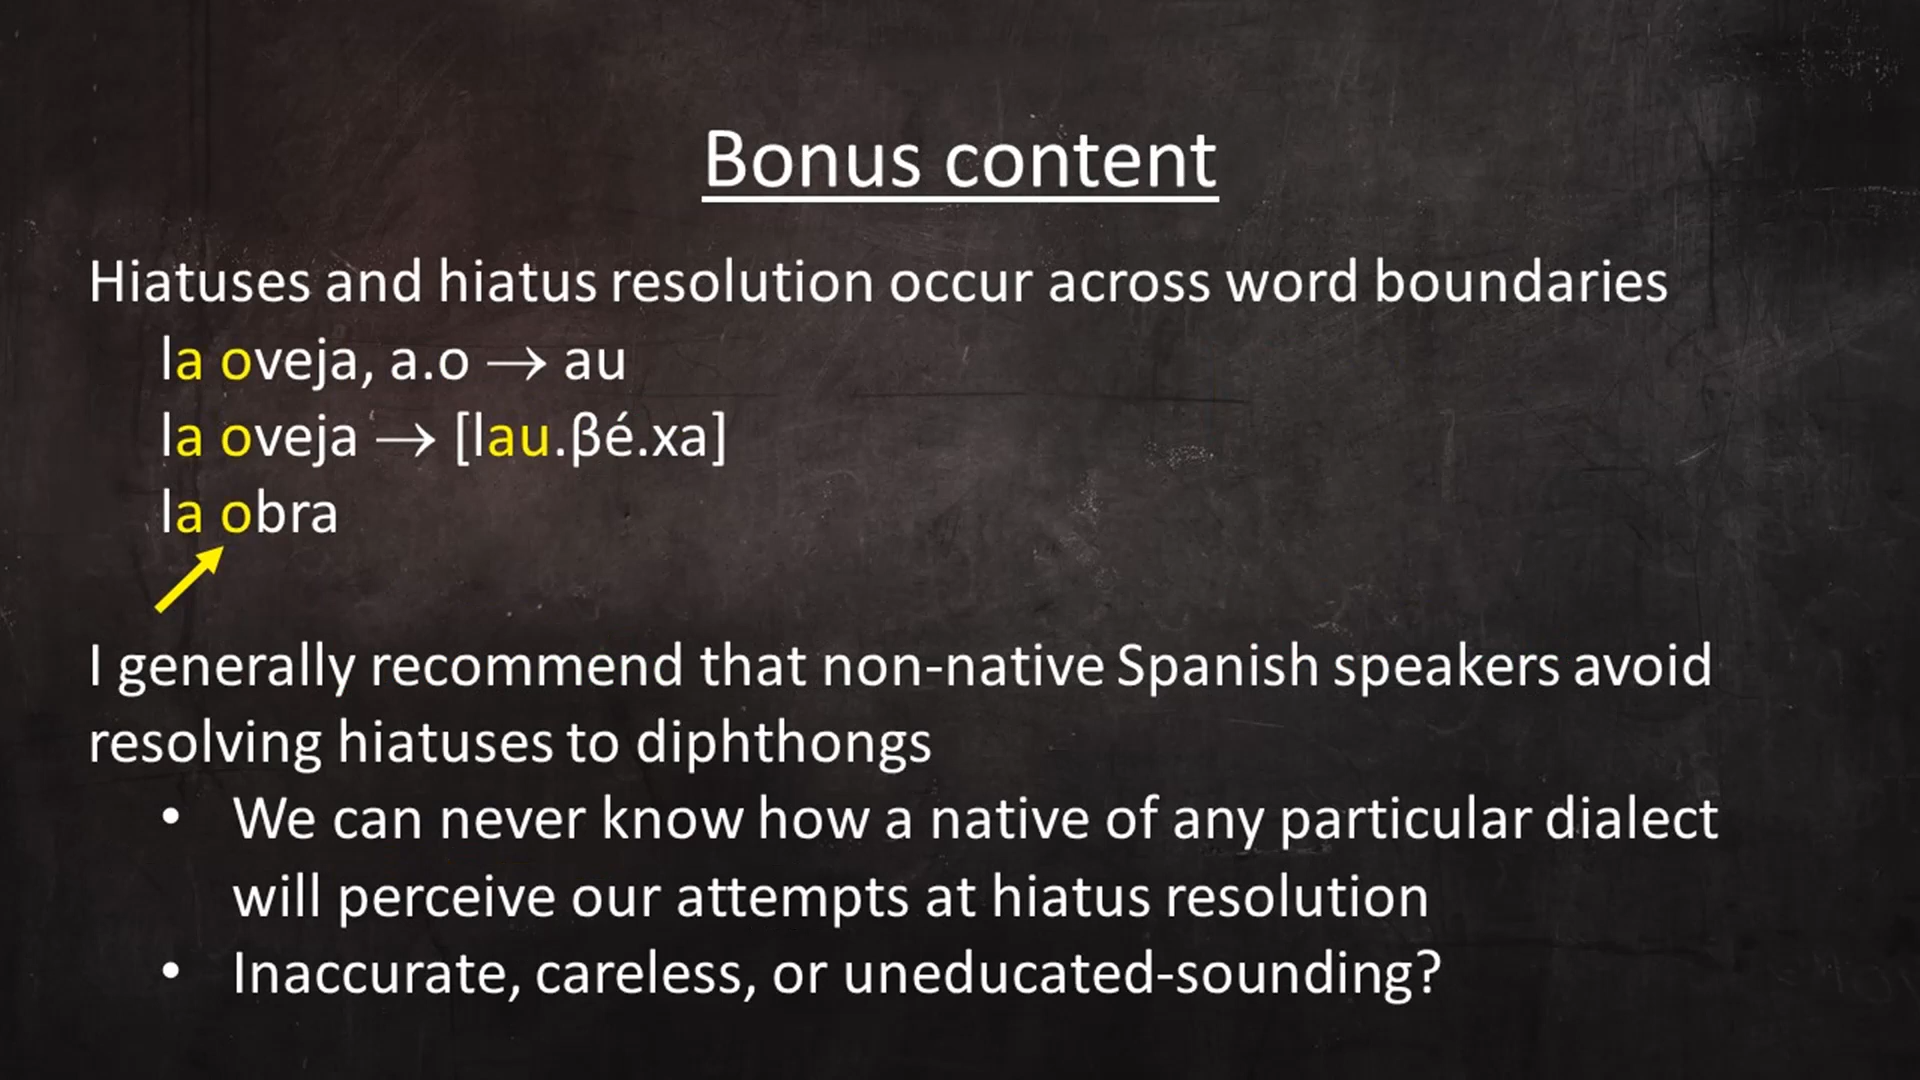 Bonus content
Hiatuses and hiatus resolution occur across word boundaries
la oveja, a.o → au
la oveja → [lau.βé.xa]
la obra
I generally recommend that non-native Spanish speakers avoid
resolving hiatuses to diphthongs
• We can never know how a native of any particular dialect
will perceive our attempts at hiatus resolution
• Inaccurate, careless, or uneducated-sounding?